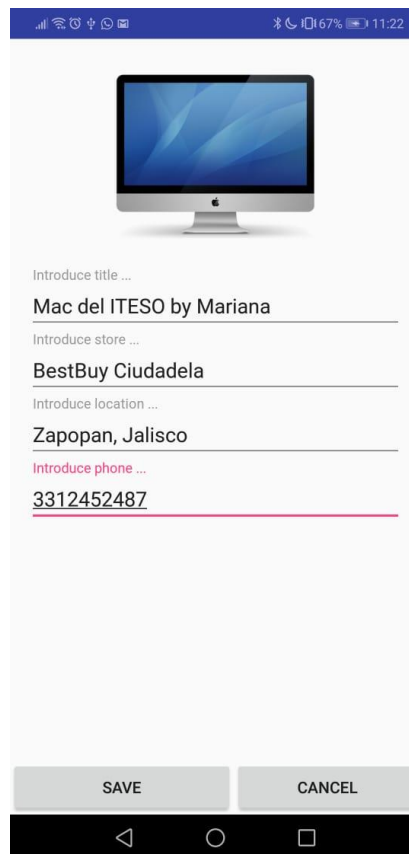 67% 11:22
Introduce title ...
Mac del ITESO by Mariana
Introduce store ...
BestBuy Ciudadela
Introduce location ...
Zapopan, Jalisco
Introduce phone ...
3312452487
SAVE CANCEL